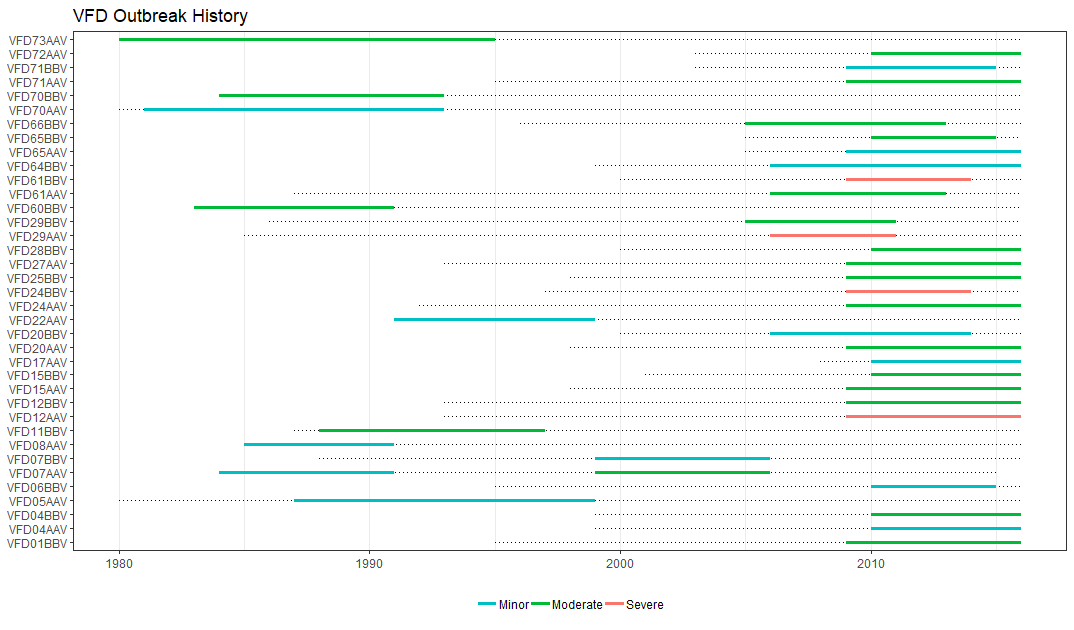 VFD Outbreak History
VFD73AAV
VFD72AAV
VFD71BBV
VFD71AAV
VFD70BBV
VFD70AAV
VFD66BBV
VFD65BBV
VFD65AAV
VFD64BBV
VFD61BBV
VFD61AAV
VFD60BBV
VFD29BBV
VFD29AAV
VFD28BBV
VFD27AAV
VFD25BBV
VFD24BBV
VFD24AAV
VFD22AAV
VFD20BBV
VFD20AAV
VFD17AAV
VFD15BBV
VFD15AAV
VFD12BBV
VFD12AAV
VFD11BBV
VFD08AAV
VFD07BBV
VFD07AAV
VFD06BBV
VFD05AAV
VFD04BBV
VFD04AAV
VFD01BBV
1980 1990 2000 2010
Minor Moderate Severe